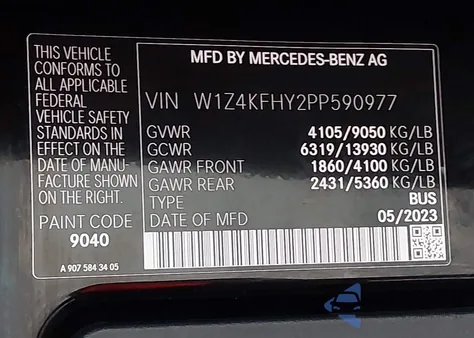 THIS VEHICLE
CONFORMS TO
ALL APPLICABLE
FEDERAL
VEHICLE SAFETY
STANDARDS IN
EFFECT ON THE
DATE OF MANU-
FACTURE SHOWN
ON THE RIGHT.
PAINT CODE
9040
A 907 584 34 05
MFD BY MERCEDES-BENZ AG
VIN W1Z4KFHY2PP590977
GVWR 4105/9050 KG/LB
GCWR 6319/13930 KG/LB
GAWR FRONT 1860/4100 KG/LB
GAWR REAR 2431/5360 KG/LB
TYPE BUS
DATE OF MFD 05/2023